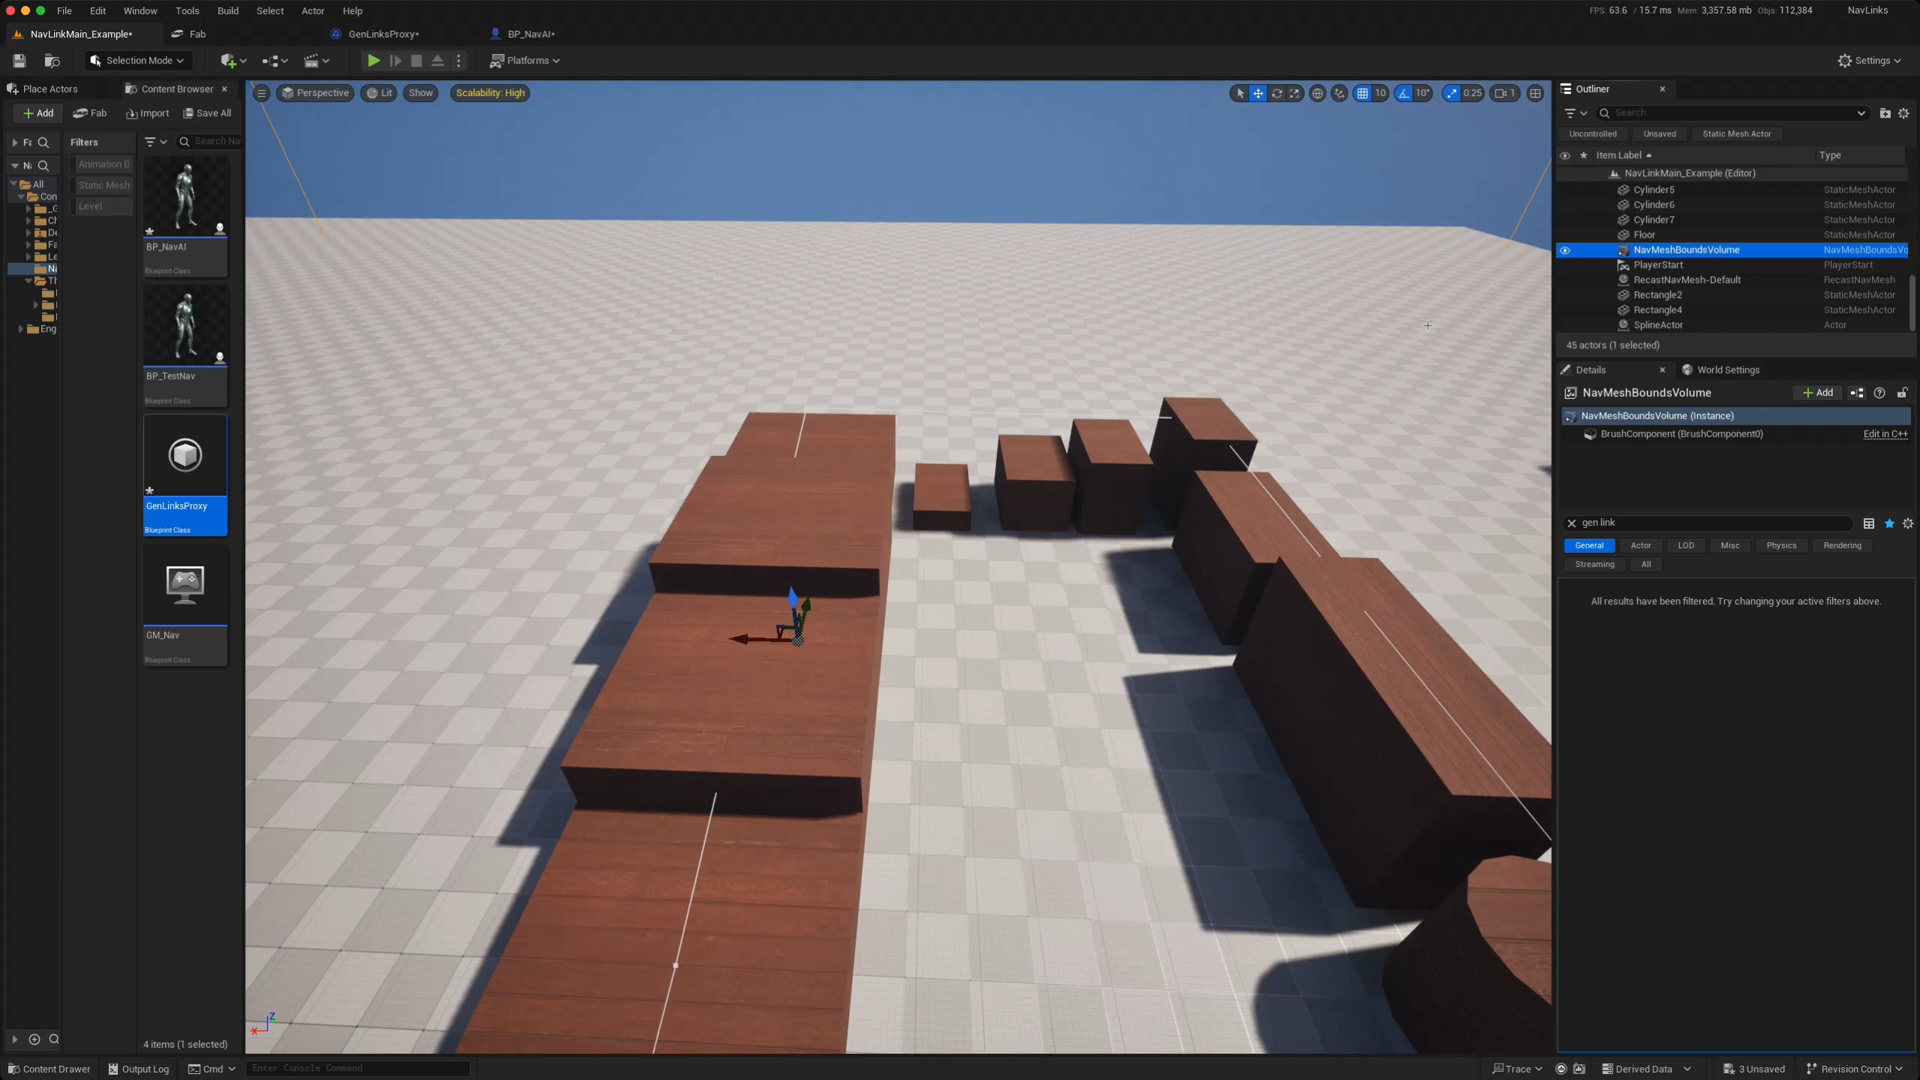 File Edit Window Tools Build Select Actor Help
FPS: 63.6 / 15.7 ms Mem: 3,357.58 mb Objs: 112,384 NavLinks
NavLinkMain_Example* Fab GenLinksProxy* BP_NavAI*
Selection Mode Platforms Settings
Place Actors Content Browser
Add Fab Import Save All
Filters Search Na
Animation B
Static Mesh
Level
All
Con
Eng
BP_NavAI
Blueprint Class
BP_TestNav
Blueprint Class
GenLinksProxy
Blueprint Class
GM_Nav
Blueprint Class
4 items (1 selected)
Perspective Lit Show Scalability: High
10 10° 0.25 1
Z
X
Outliner
Search...
Uncontrolled Unsaved Static Mesh Actor
Item Label Type
NavLinkMain_Example (Editor)
Cylinder5 StaticMeshActor
Cylinder6 StaticMeshActor
Cylinder7 StaticMeshActor
Floor StaticMeshActor
NavMeshBoundsVolume NavMeshBoundsVo
PlayerStart PlayerStart
RecastNavMesh-Default RecastNavMesh
Rectangle2 StaticMeshActor
Rectangle4 StaticMeshActor
SplineActor Actor
45 actors (1 selected)
Details World Settings
NavMeshBoundsVolume Add
NavMeshBoundsVolume (Instance)
BrushComponent (BrushComponent0) Edit in C++
gen link
General Actor LOD Misc Physics Rendering
Streaming All
All results have been filtered. Try changing your active filters above.
Content Drawer Output Log Cmd Enter Console Command
Trace Derived Data 3 Unsaved Revision Control